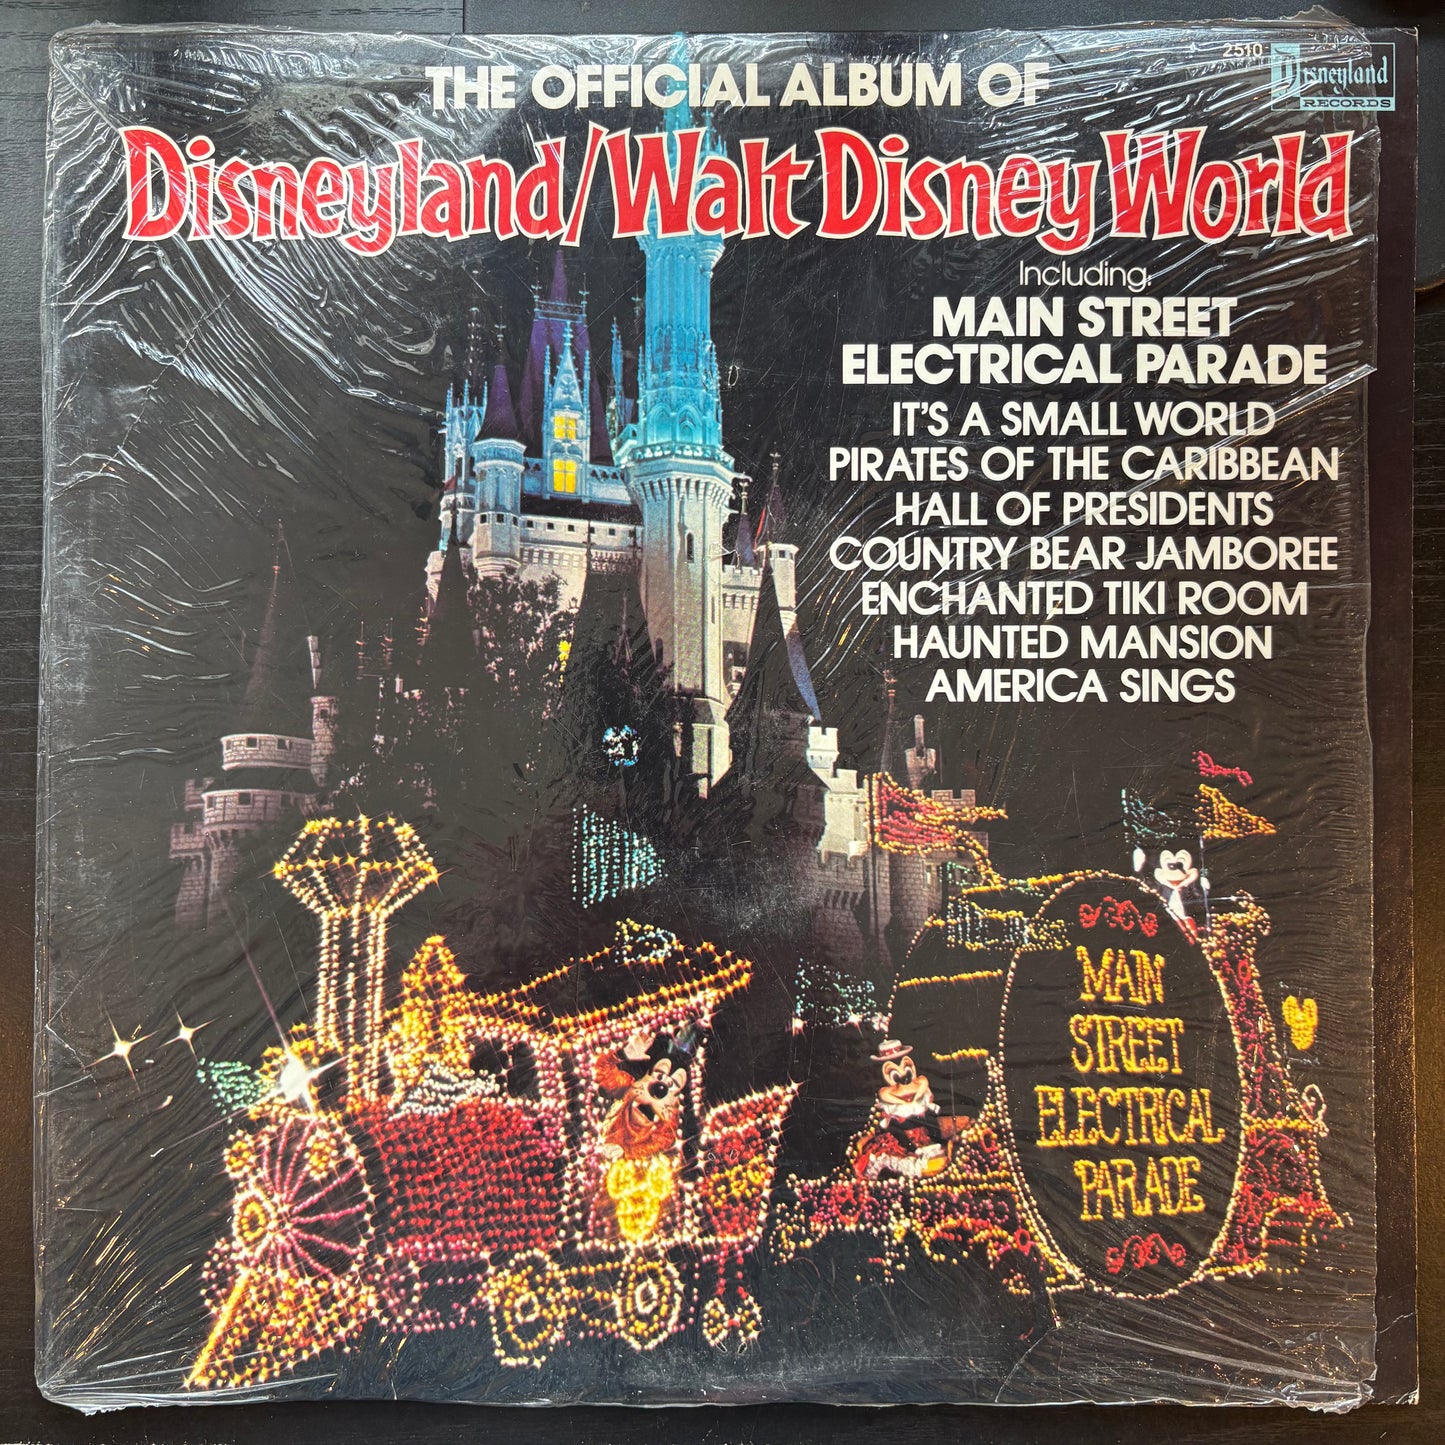 2510
Disneyland
RECORDS
THE OFFICIAL ALBUM OF
Disneyland/Walt Disney World
Including:
MAIN STREET
ELECTRICAL PARADE
IT'S A SMALL WORLD
PIRATES OF THE CARIBBEAN
HALL OF PRESIDENTS
COUNTRY BEAR JAMBOREE
ENCHANTED TIKI ROOM
HAUNTED MANSION
AMERICA SINGS
MAIN
STREET
ELECTRICAL
PARADE